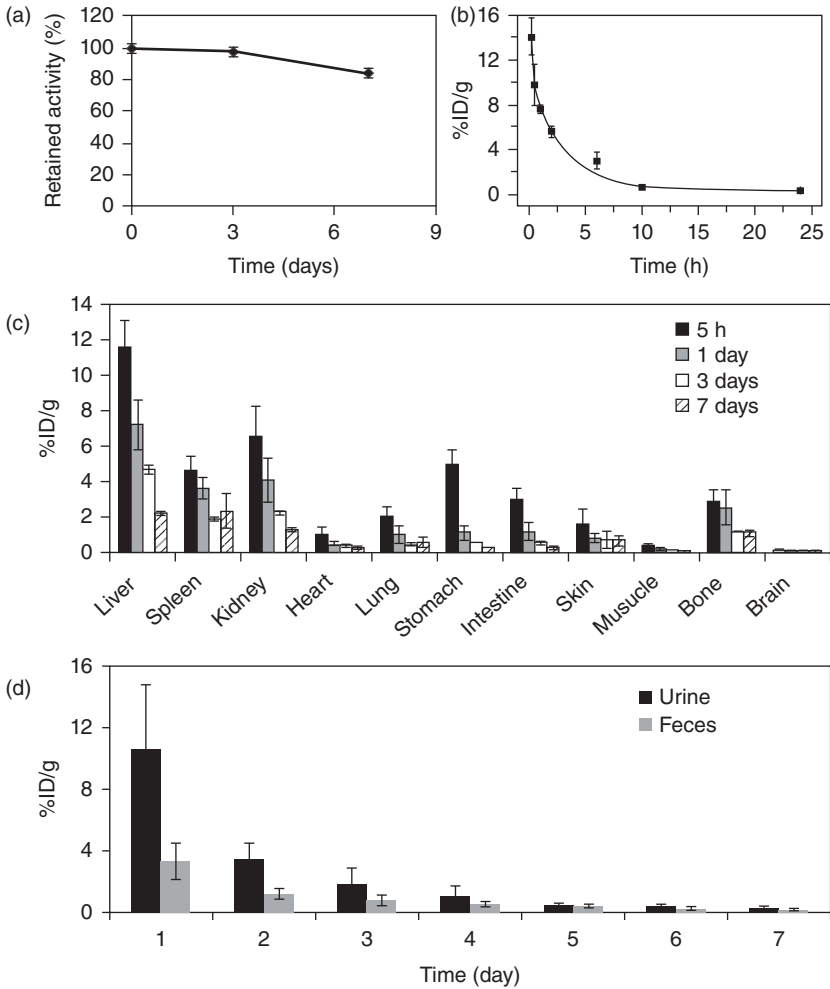 (a)
Retained activity (%)
120
100
80
60
40
20
0
0 3 6 9
Time (days)
(b)
%ID/g
16
12
8
4
0
0 5 10 15 20 25
Time (h)
(c)
%ID/g
14
12
10
8
6
4
2
0
5 h
1 day
3 days
7 days
Liver Spleen Kidney Heart Lung Stomach Intestine Skin Musucle Bone Brain
(d)
%ID/g
16
12
8
4
0
Urine
Feces
1 2 3 4 5 6 7
Time (day)